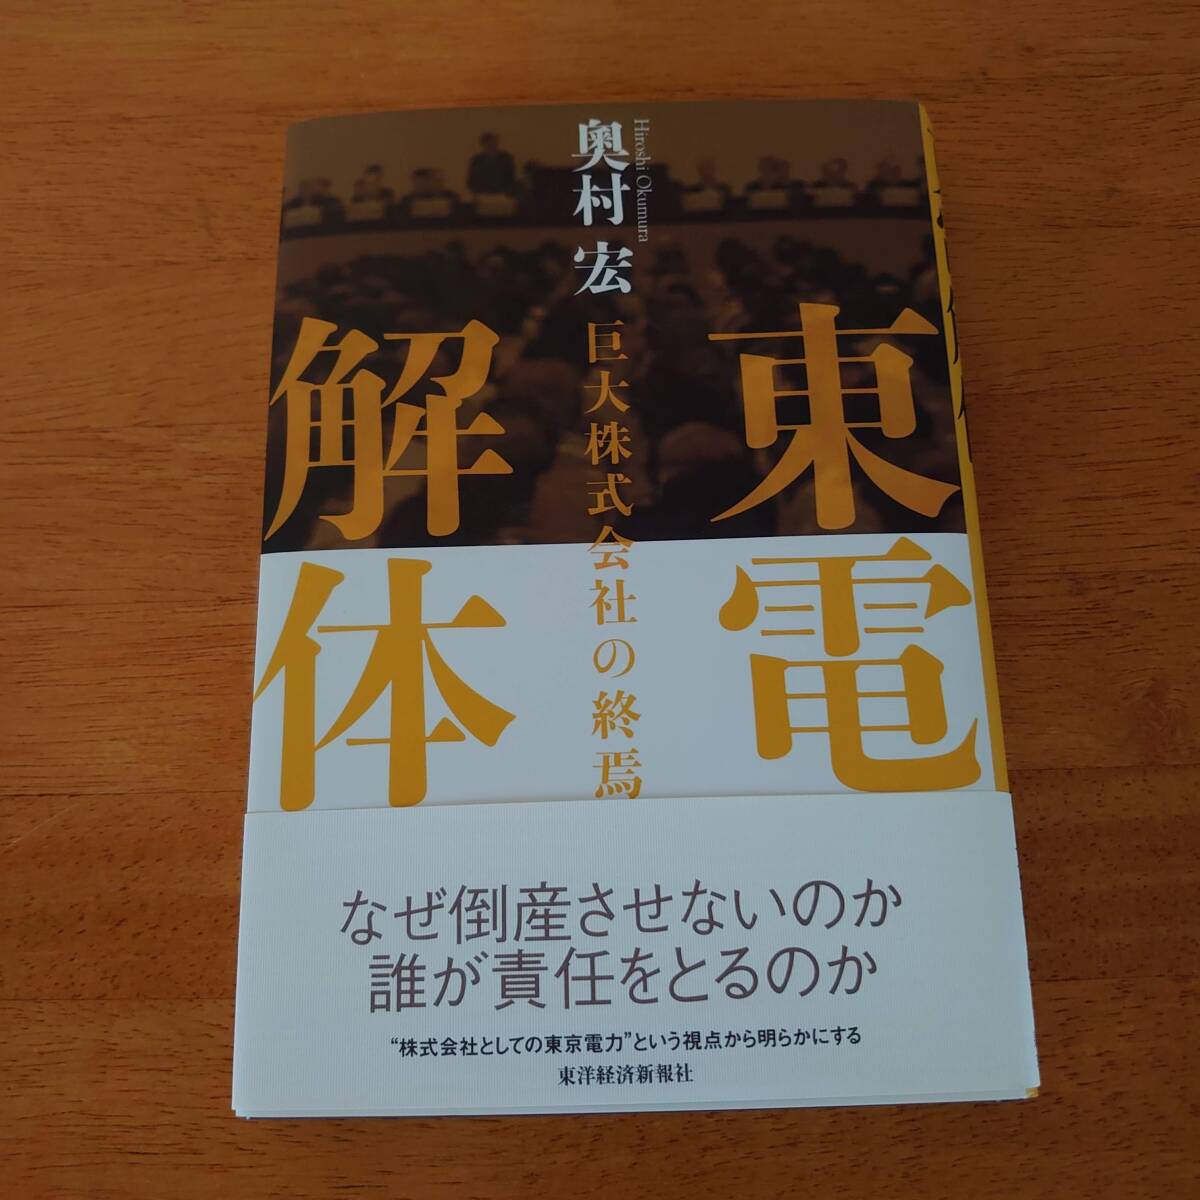 東電
解体
巨大株式会社の終焉
奥村 宏
Hiroshi Okumura
なぜ倒産させないのか
誰が責任をとるのか
“株式会社としての東京電力”という視点から明らかにする
東洋経済新報社